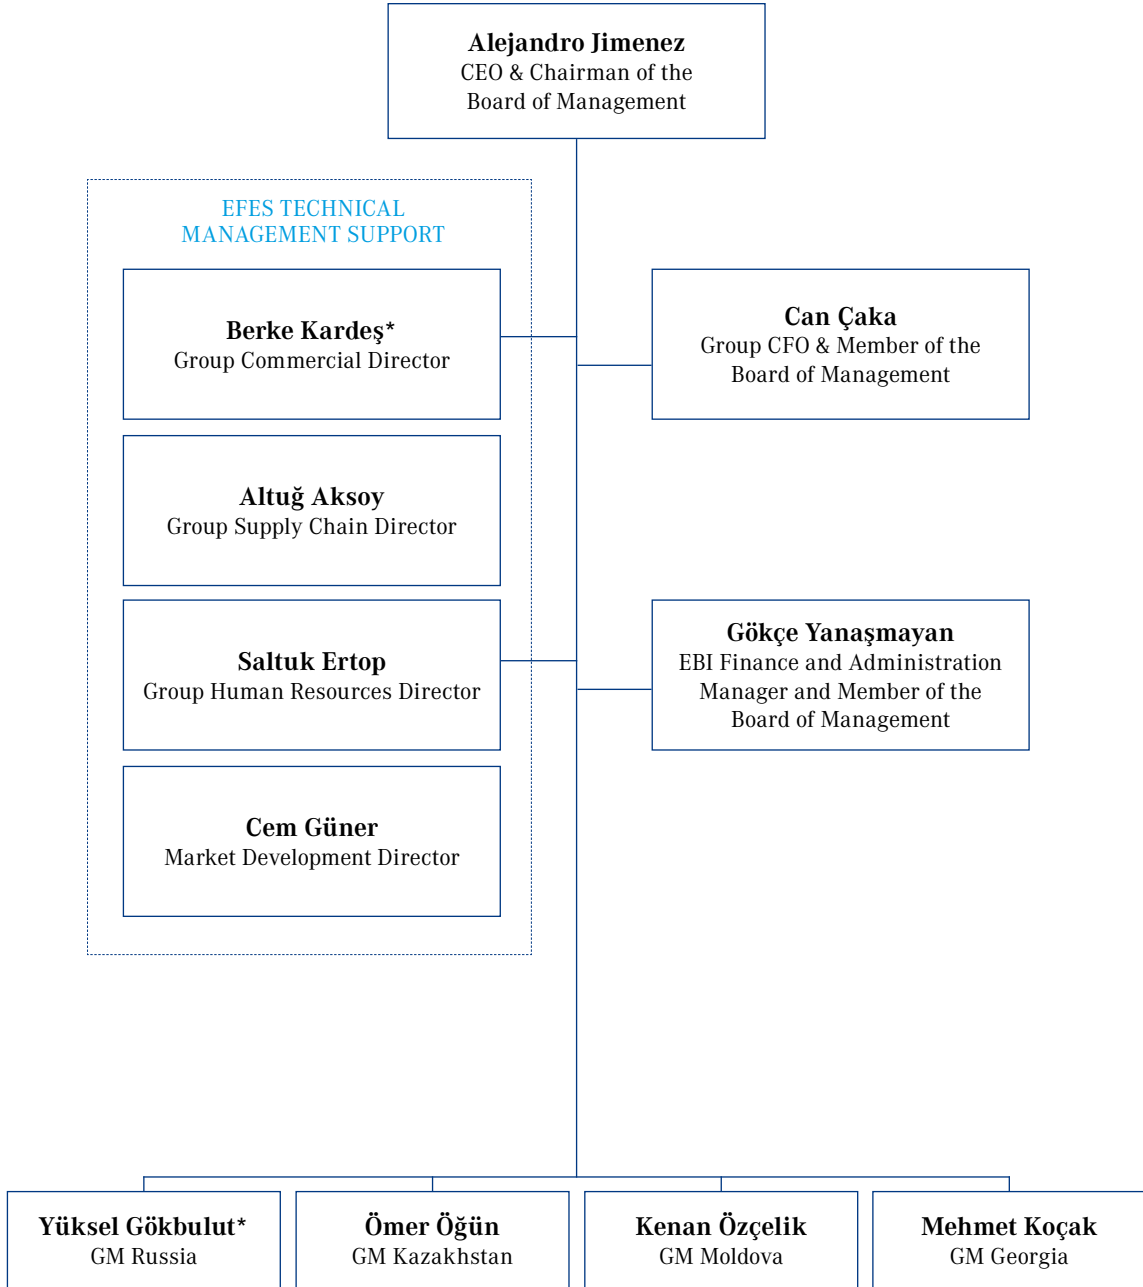 Alejandro Jimenez
CEO & Chairman of the
Board of Management
EFES TECHNICAL
MANAGEMENT SUPPORT
Berke Kardeş*
Group Commercial Director
Can Çaka
Group CFO & Member of the
Board of Management
Altuğ Aksoy
Group Supply Chain Director
Saltuk Ertop
Group Human Resources Director
Gökçe Yanaşmayan
EBI Finance and Administration
Manager and Member of the
Board of Management
Cem Güner
Market Development Director
Yüksel Gökbulut*
GM Russia
Ömer Öğün
GM Kazakhstan
Kenan Özçelik
GM Moldova
Mehmet Koçak
GM Georgia